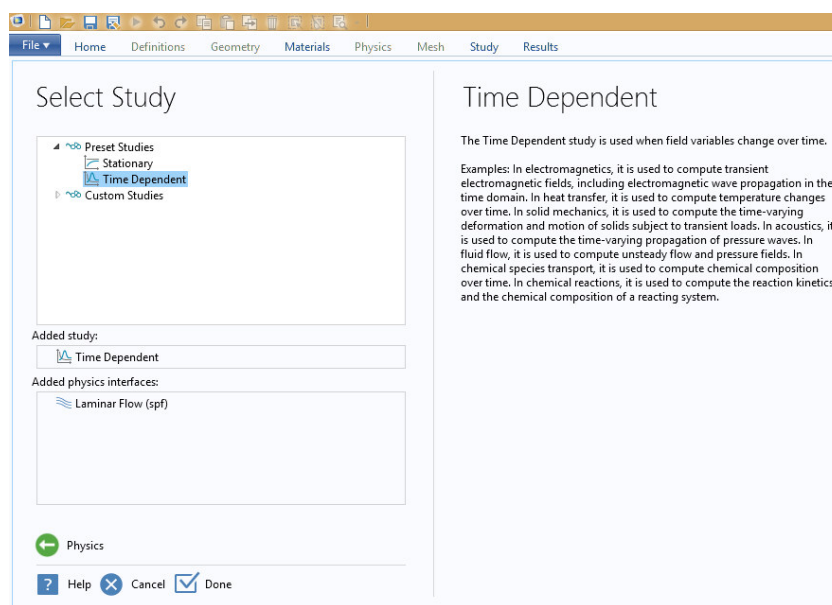 File Home Definitions Geometry Materials Physics Mesh Study Results
Select Study
Preset Studies
Stationary
Time Dependent
Custom Studies
Added study:
Time Dependent
Added physics interfaces:
Laminar Flow (spf)
Physics
? Help Cancel Done
Time Dependent
The Time Dependent study is used when field variables change over time.
Examples: In electromagnetics, it is used to compute transient
electromagnetic fields, including electromagnetic wave propagation in the
time domain. In heat transfer, it is used to compute temperature changes
over time. In solid mechanics, it is used to compute the time-varying
deformation and motion of solids subject to transient loads. In acoustics, it
is used to compute the time-varying propagation of pressure waves. In
fluid flow, it is used to compute unsteady flow and pressure fields. In
chemical species transport, it is used to compute chemical composition
over time. In chemical reactions, it is used to compute the reaction kinetics
and the chemical composition of a reacting system.